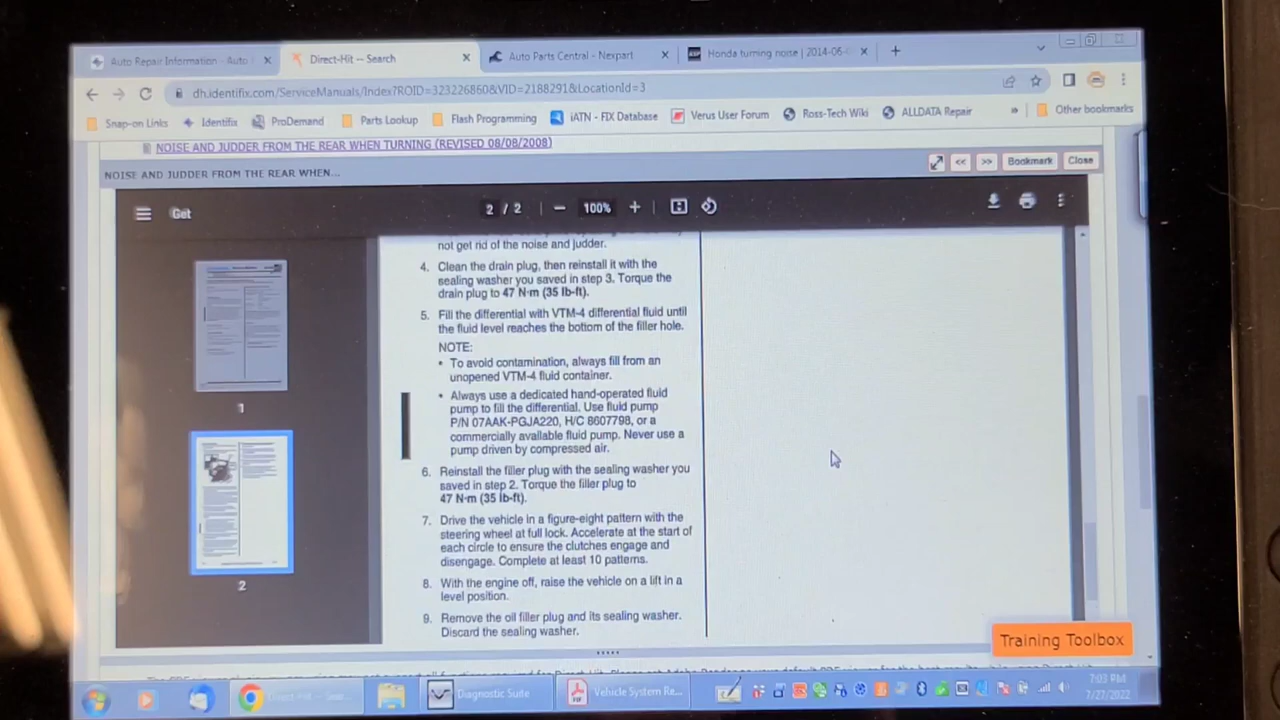 Auto Repair Information - Auto
Direct-Hit -- Search
Auto Parts Central - Nexpart
Honda turning noise | 2014-06-
dh.identifix.com/ServiceManuals/Index?ROID=323226860&VID=2188291&LocationId=3
Snap-on Links
Identifix
ProDemand
Parts Lookup
Flash Programming
iATN - FIX Database
Verus User Forum
Ross-Tech Wiki
ALLDATA Repair
»
Other bookmarks
NOISE AND JUDDER FROM THE REAR WHEN TURNING (REVISED 08/08/2008)
NOISE AND JUDDER FROM THE REAR WHEN...
<<
>>
Bookmark
Close
Get
2 / 2
100%
1
2
not get rid of the noise and judder.
4. Clean the drain plug, then reinstall it with the
sealing washer you saved in step 3. Torque the
drain plug to 47 N·m (35 lb-ft).
5. Fill the differential with VTM-4 differential fluid until
the fluid level reaches the bottom of the filler hole.
NOTE:
• To avoid contamination, always fill from an
unopened VTM-4 fluid container.
• Always use a dedicated hand-operated fluid
pump to fill the differential. Use fluid pump
P/N 07AAK-PGJA220, H/C 8607798, or a
commercially available fluid pump. Never use a
pump driven by compressed air.
6. Reinstall the filler plug with the sealing washer you
saved in step 2. Torque the filler plug to
47 N·m (35 lb-ft).
7. Drive the vehicle in a figure-eight pattern with the
steering wheel at full lock. Accelerate at the start of
each circle to ensure the clutches engage and
disengage. Complete at least 10 patterns.
8. With the engine off, raise the vehicle on a lift in a
level position.
9. Remove the oil filler plug and its sealing washer.
Discard the sealing washer.
Training Toolbox
Direct-Hit -- Sear...
Diagnostic Suite
Vehicle System Re...
7:03 PM
7/27/2022